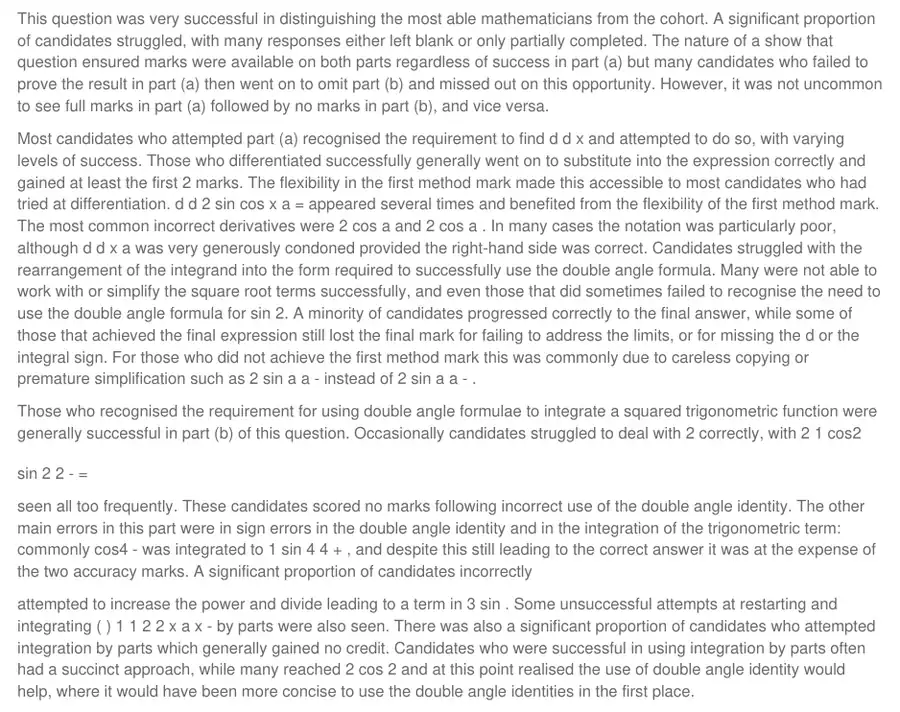 This question was very successful in distinguishing the most able mathematicians from the cohort. A significant proportion
of candidates struggled, with many responses either left blank or only partially completed. The nature of a show that
question ensured marks were available on both parts regardless of success in part (a) but many candidates who failed to
prove the result in part (a) then went on to omit part (b) and missed out on this opportunity. However, it was not uncommon
to see full marks in part (a) followed by no marks in part (b), and vice versa.
Most candidates who attempted part (a) recognised the requirement to find d d x and attempted to do so, with varying
levels of success. Those who differentiated successfully generally went on to substitute into the expression correctly and
gained at least the first 2 marks. The flexibility in the first method mark made this accessible to most candidates who had
tried at differentiation. d d 2 sin cos x a = appeared several times and benefited from the flexibility of the first method mark.
The most common incorrect derivatives were 2 cos a and 2 cos a . In many cases the notation was particularly poor,
although d d x a was very generously condoned provided the right-hand side was correct. Candidates struggled with the
rearrangement of the integrand into the form required to successfully use the double angle formula. Many were not able to
work with or simplify the square root terms successfully, and even those that did sometimes failed to recognise the need to
use the double angle formula for sin 2. A minority of candidates progressed correctly to the final answer, while some of
those that achieved the final expression still lost the final mark for failing to address the limits, or for missing the d or the
integral sign. For those who did not achieve the first method mark this was commonly due to careless copying or
premature simplification such as 2 sin a a - instead of 2 sin a a - .
Those who recognised the requirement for using double angle formulae to integrate a squared trigonometric function were
generally successful in part (b) of this question. Occasionally candidates struggled to deal with 2 correctly, with 2 1 cos2
sin 2 2 - =
seen all too frequently. These candidates scored no marks following incorrect use of the double angle identity. The other
main errors in this part were in sign errors in the double angle identity and in the integration of the trigonometric term:
commonly cos4 - was integrated to 1 sin 4 4 + , and despite this still leading to the correct answer it was at the expense of
the two accuracy marks. A significant proportion of candidates incorrectly
attempted to increase the power and divide leading to a term in 3 sin . Some unsuccessful attempts at restarting and
integrating ( ) 1 1 2 2 x a x - by parts were also seen. There was also a significant proportion of candidates who attempted
integration by parts which generally gained no credit. Candidates who were successful in using integration by parts often
had a succinct approach, while many reached 2 cos 2 and at this point realised the use of double angle identity would
help, where it would have been more concise to use the double angle identities in the first place.